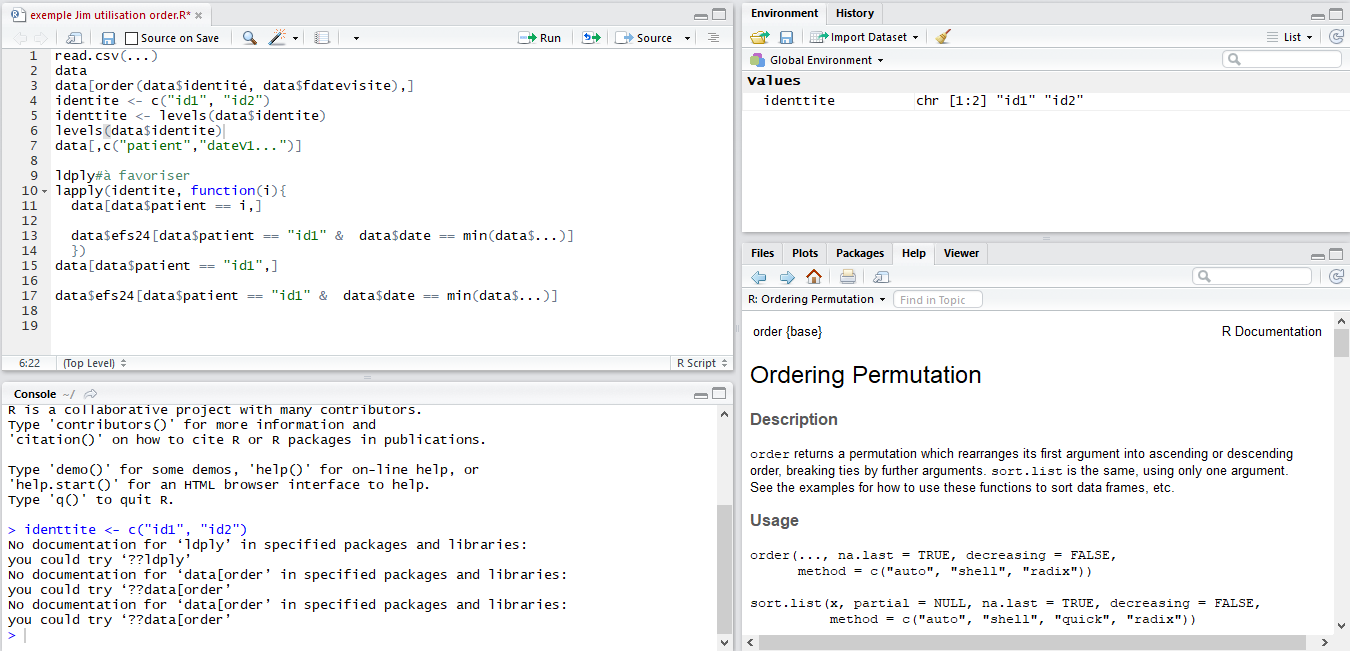 exemple Jim utilisation order.R*
Source on Save
Run
Source
1 read.csv(...)
2 data
3 data[order(data$identité, data$fdatevisite),]
4 identite <- c("id1", "id2")
5 identtite <- levels(data$identite)
6 levels(data$identite)
7 data[,c("patient","dateV1...")]
8
9 ldply#à favoriser
10 lapply(identite, function(i){
11 data[data$patient == i,]
12
13 data$efs24[data$patient == "id1" & data$date == min(data$...)]
14 })
15 data[data$patient == "id1",]
16
17 data$efs24[data$patient == "id1" & data$date == min(data$...)]
18
19
6:22 (Top Level) R Script
Console ~/
R is a collaborative project with many contributors.
Type 'contributors()' for more information and
'citation()' on how to cite R or R packages in publications.
Type 'demo()' for some demos, 'help()' for on-line help, or
'help.start()' for an HTML browser interface to help.
Type 'q()' to quit R.
> identtite <- c("id1", "id2")
No documentation for ‘ldply’ in specified packages and libraries:
you could try ‘??ldply’
No documentation for ‘data[order’ in specified packages and libraries:
you could try ‘??data[order’
No documentation for ‘data[order’ in specified packages and libraries:
you could try ‘??data[order’
>
Environment History
Import Dataset List
Global Environment
Values
identtite chr [1:2] "id1" "id2"
Files Plots Packages Help Viewer
R: Ordering Permutation Find in Topic
order {base} R Documentation
Ordering Permutation
Description
order returns a permutation which rearranges its first argument into ascending or descending
order, breaking ties by further arguments. sort.list is the same, using only one argument.
See the examples for how to use these functions to sort data frames, etc.
Usage
order(..., na.last = TRUE, decreasing = FALSE,
method = c("auto", "shell", "radix"))
sort.list(x, partial = NULL, na.last = TRUE, decreasing = FALSE,
method = c("auto", "shell", "quick", "radix"))